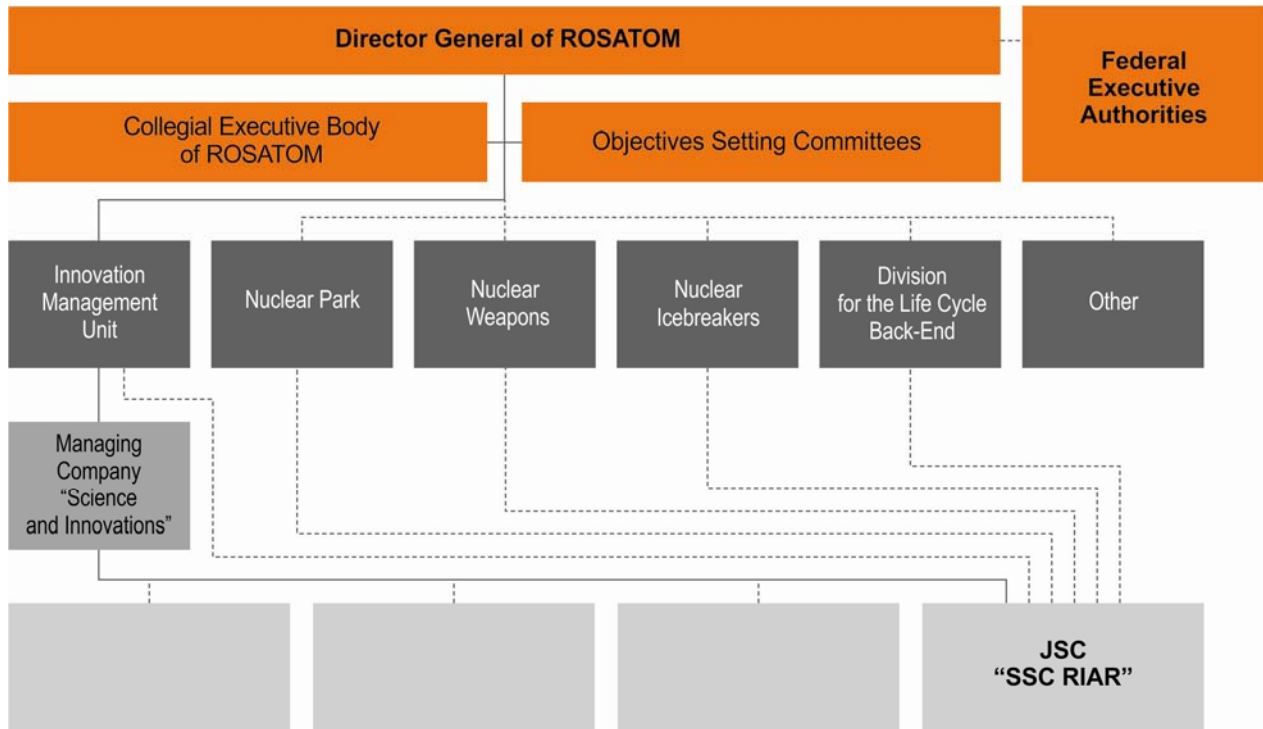 Director General of ROSATOM
Federal
Executive
Authorities
Collegial Executive Body
of ROSATOM
Objectives Setting Committees
Innovation
Management
Unit
Nuclear Park
Nuclear
Weapons
Nuclear
Icebreakers
Division
for the Life Cycle
Back-End
Other
Managing
Company
“Science
and Innovations”
JSC
“SSC RIAR”